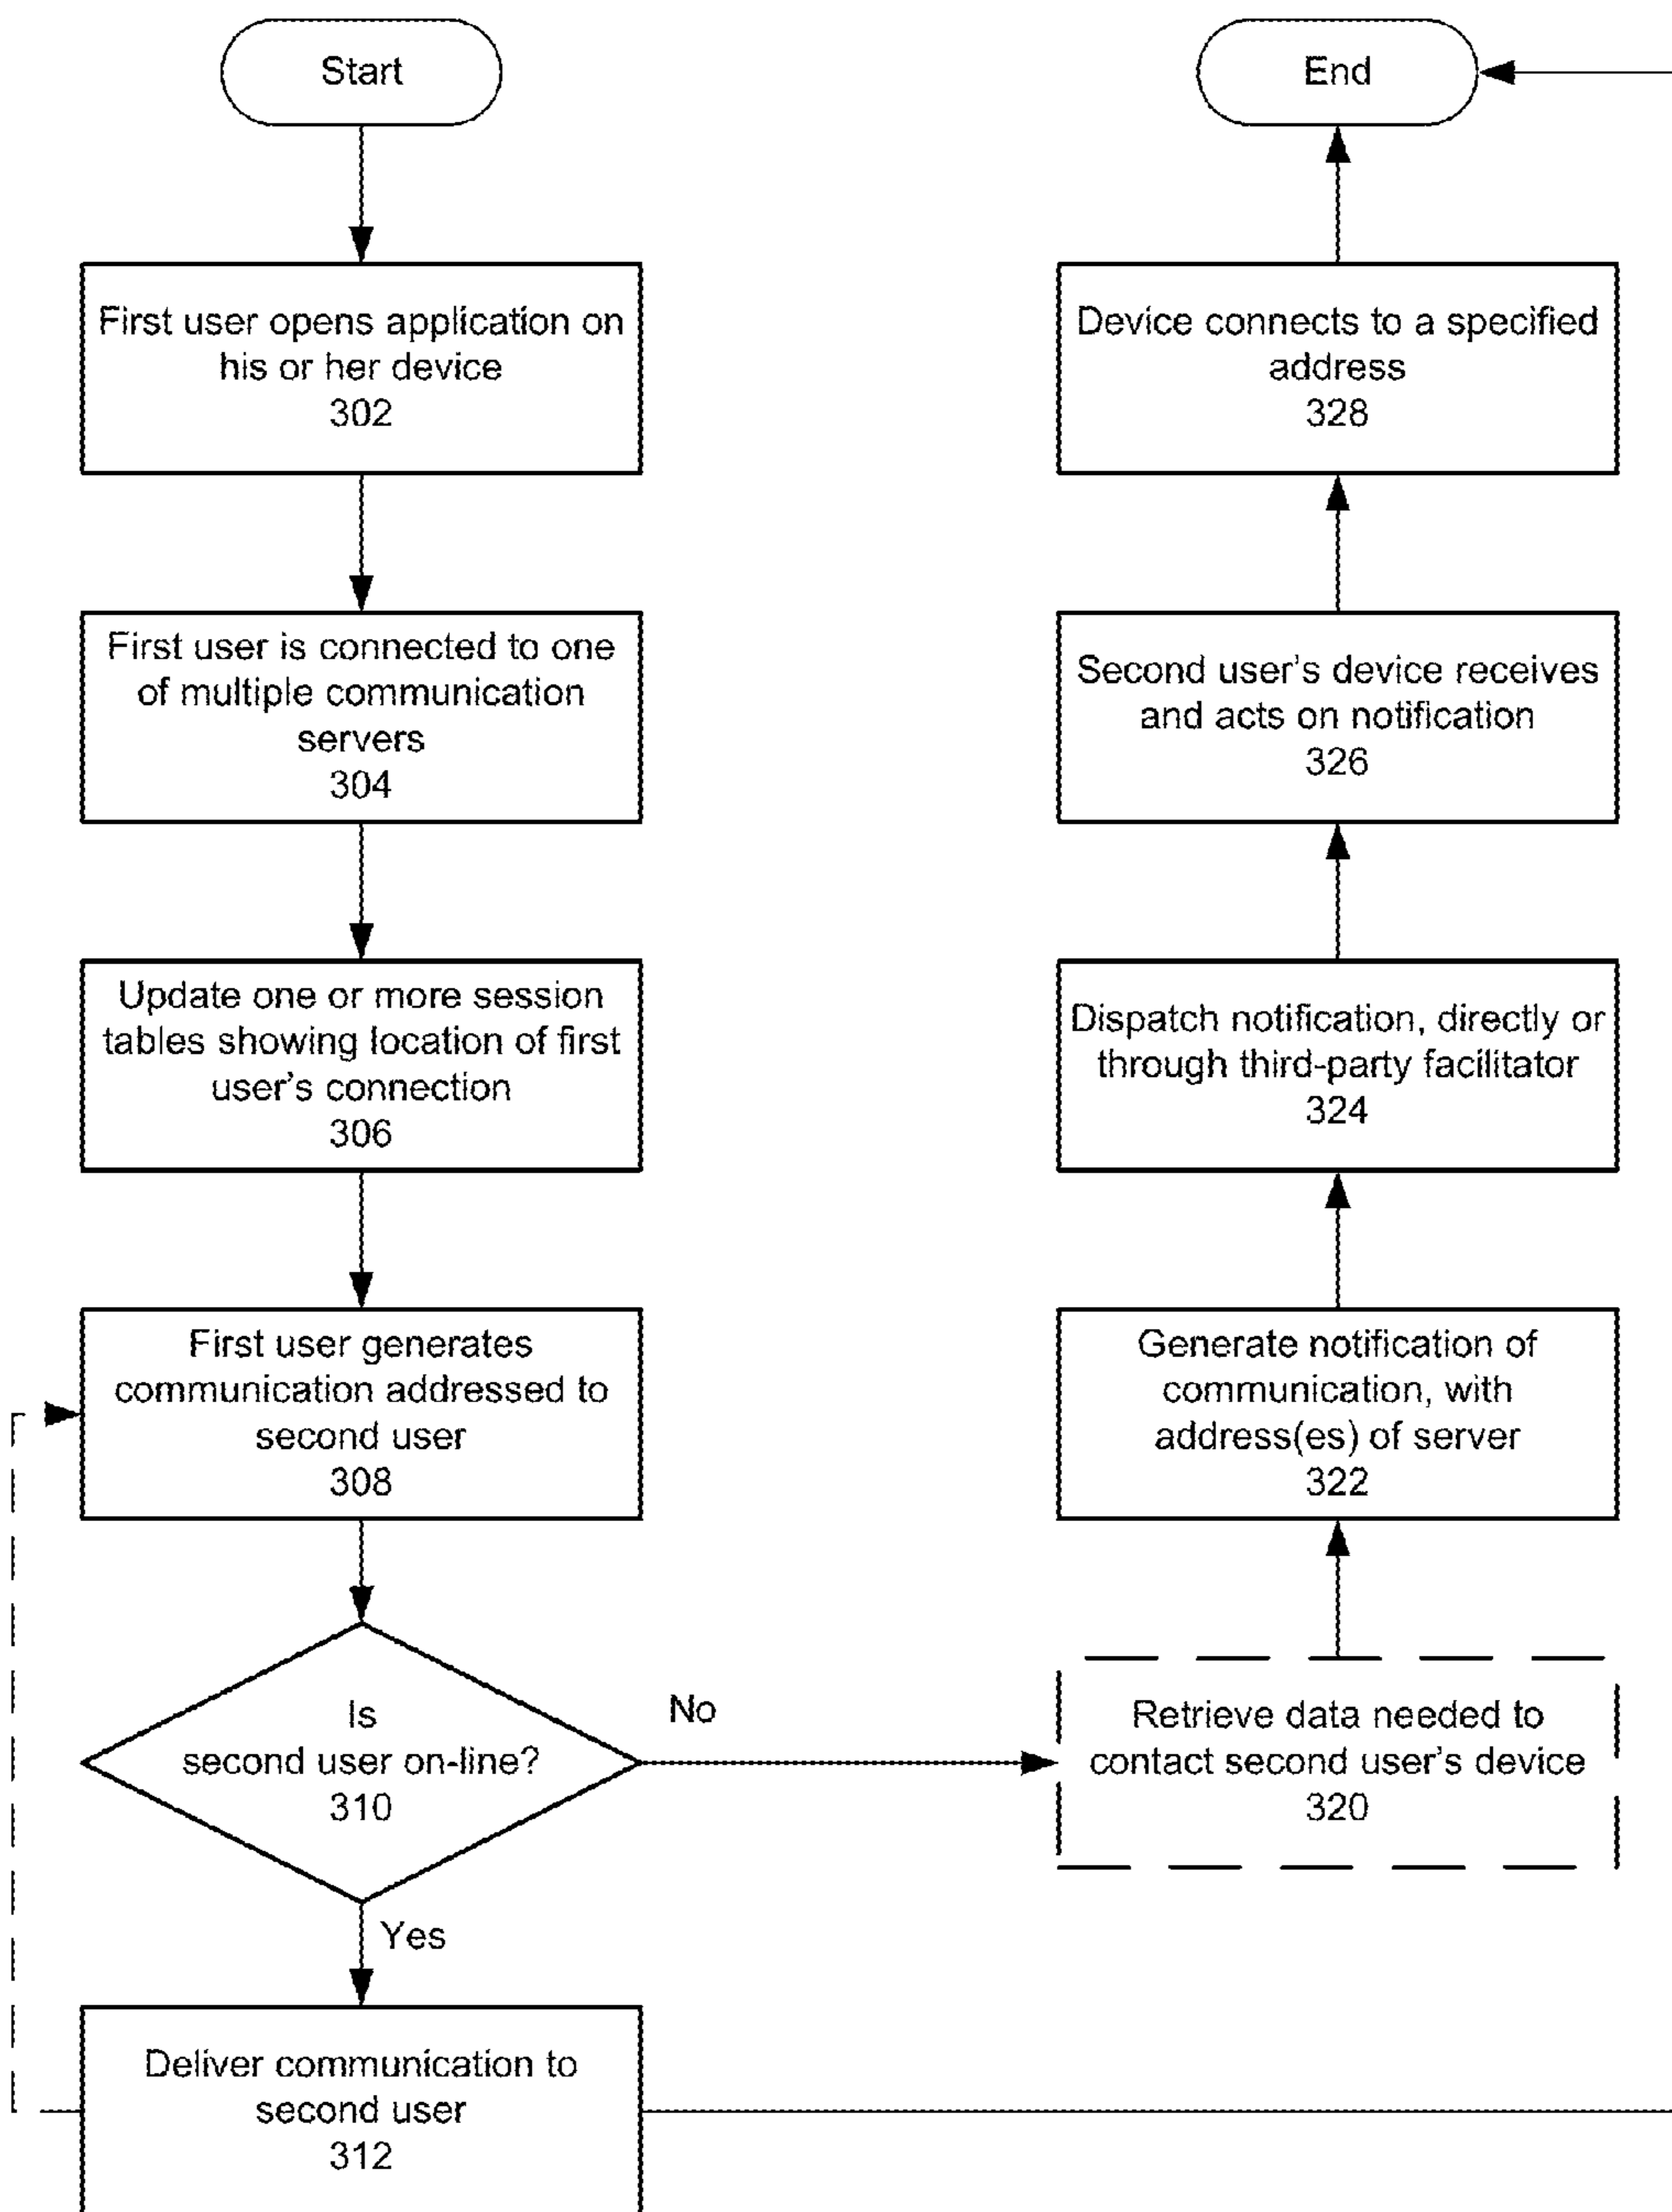 Start
First user opens application on
his or her device
302
First user is connected to one
of multiple communication
servers
304
Update one or more session
tables showing location of first
user's connection
306
First user generates
communication addressed to
second user
308
Is
second user on-line?
310
No
Yes
Deliver communication to
second user
312
Retrieve data needed to
contact second user's device
320
Generate notification of
communication, with
address(es) of server
322
Dispatch notification, directly or
through third-party facilitator
324
Second user's device receives
and acts on notification
326
Device connects to a specified
address
328
End